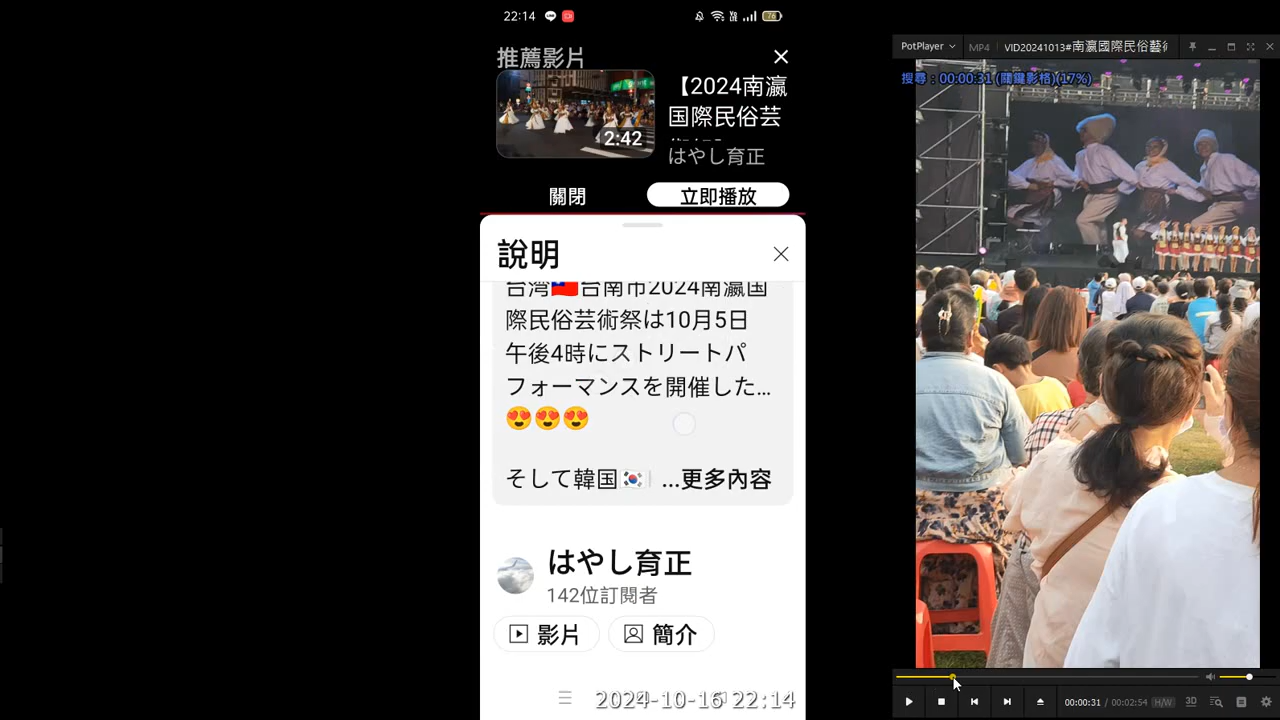 22:14
76
推薦影片
【2024南瀛
国際民俗芸
2:42
はやし育正
關閉
立即播放
說明
台湾🇹🇼台南市2024南瀛国
際民俗芸術祭は10月5日
午後4時にストリートパ
フォーマンスを開催した…
😍😍😍
そして韓国🇰🇷 ...更多內容
はやし育正
142位訂閱者
影片
簡介
2024-10-16 22:14
PotPlayer
MP4
VID20241013#南瀛國際民俗藝術
搜尋：00:00:31 (關鍵影格)(17%)
00:00:31 / 00:02:54 H/W
3D